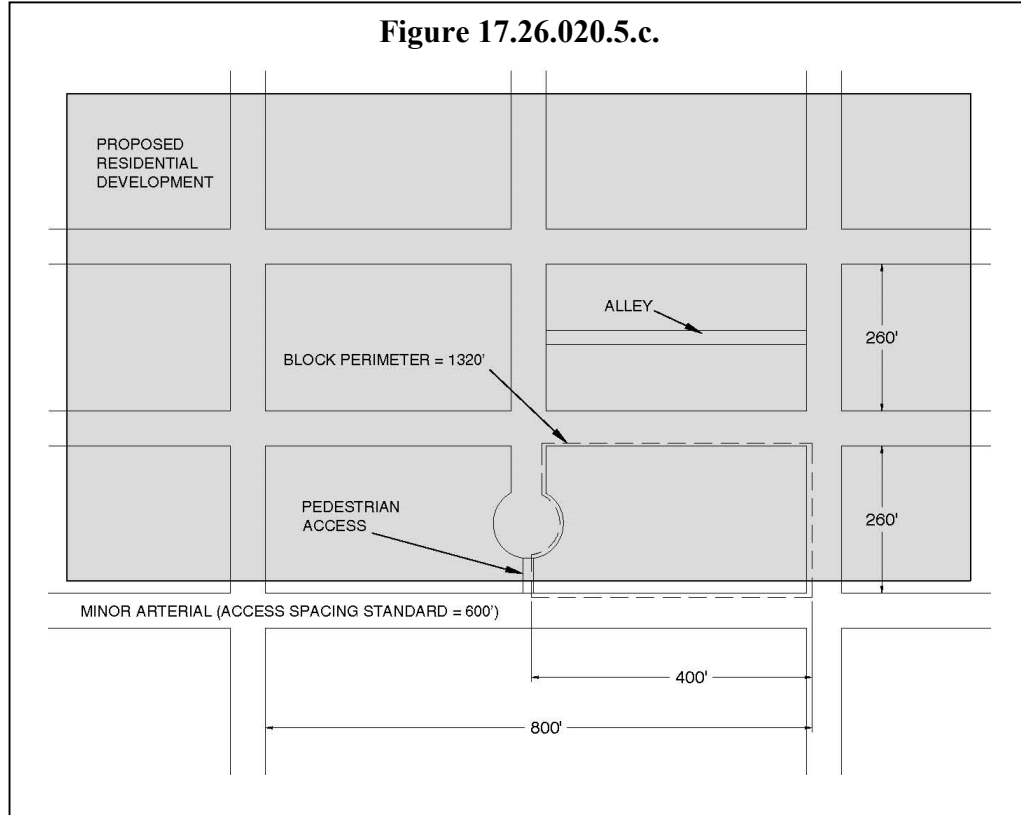 Figure 17.26.020.5.c.
PROPOSED
RESIDENTIAL
DEVELOPMENT
ALLEY
260'
BLOCK PERIMETER = 1320'
PEDESTRIAN
ACCESS
260'
MINOR ARTERIAL (ACCESS SPACING STANDARD = 600')
400'
800'